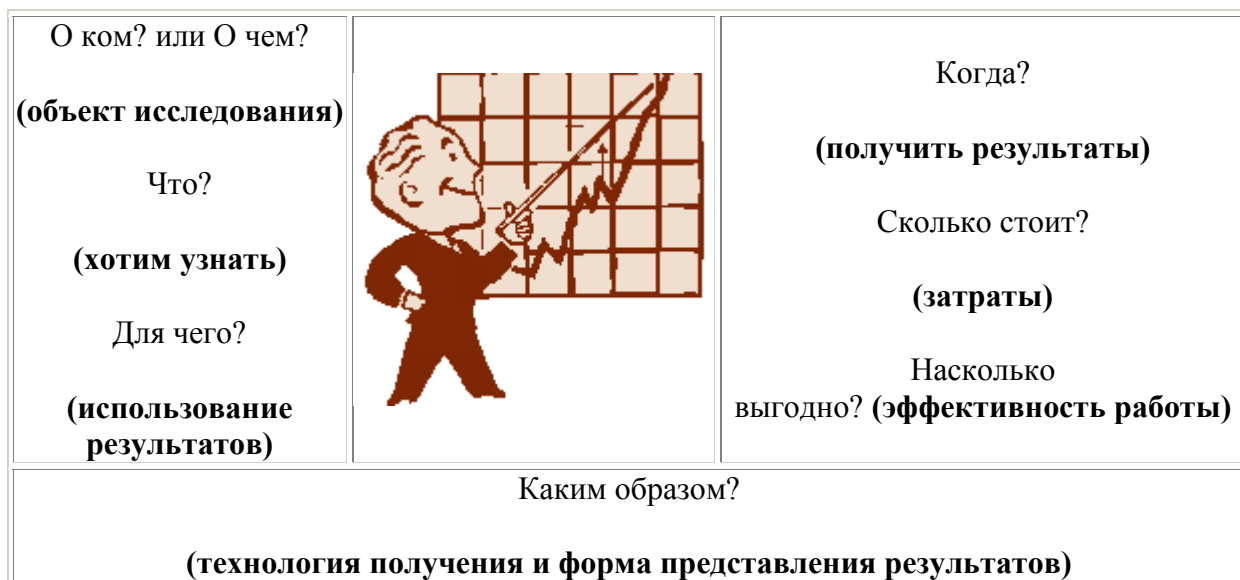 О ком? или О чем?
(объект исследования)
Что?
(хотим узнать)
Для чего?
(использование
результатов)
Когда?
(получить результаты)
Сколько стоит?
(затраты)
Насколько
выгодно? (эффективность работы)
Каким образом?
(технология получения и форма представления результатов)